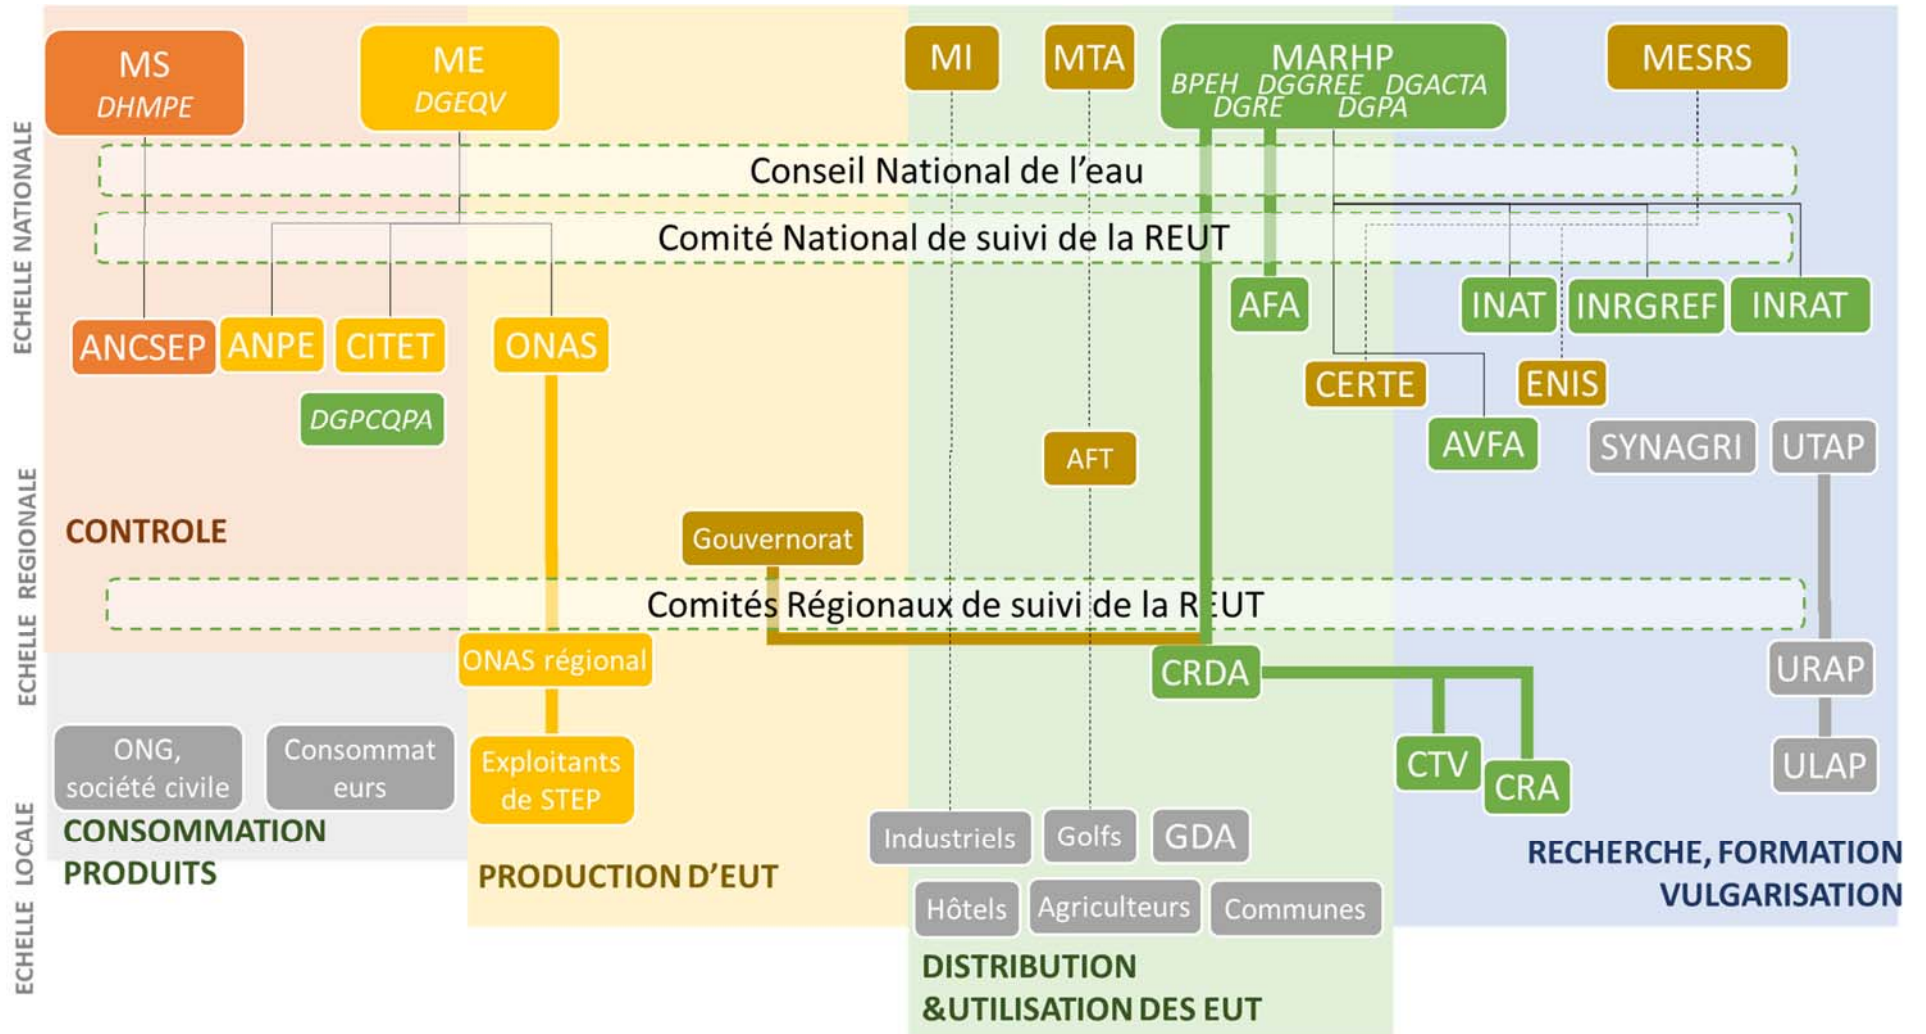 MS
DHMPE
ME
DGEQV
MI
MTA
MARHP
BPEH DGGREE DGACTA
DGRE DGPA
MESRS
ECHELLE NATIONALE
Conseil National de l'eau
Comité National de suivi de la REUT
ANCSEP
ANPE
CITET
ONAS
AFA
INAT
INRGREF
INRAT
DGPCQPA
CERTE
ENIS
AFT
AVFA
SYNAGRI
UTAP
ECHELLE REGIONALE
CONTROLE
Gouvernorat
Comités Régionaux de suivi de la REUT
ONAS régional
CRDA
URAP
ONG,
société civile
Consommat
eurs
Exploitants
de STEP
CTV
CRA
ULAP
ECHELLE LOCALE
CONSOMMATION
PRODUITS
PRODUCTION D'EUT
Industriels
Golfs
GDA
Hôtels
Agriculteurs
Communes
RECHERCHE, FORMATION
VULGARISATION
DISTRIBUTION
&UTILISATION DES EUT